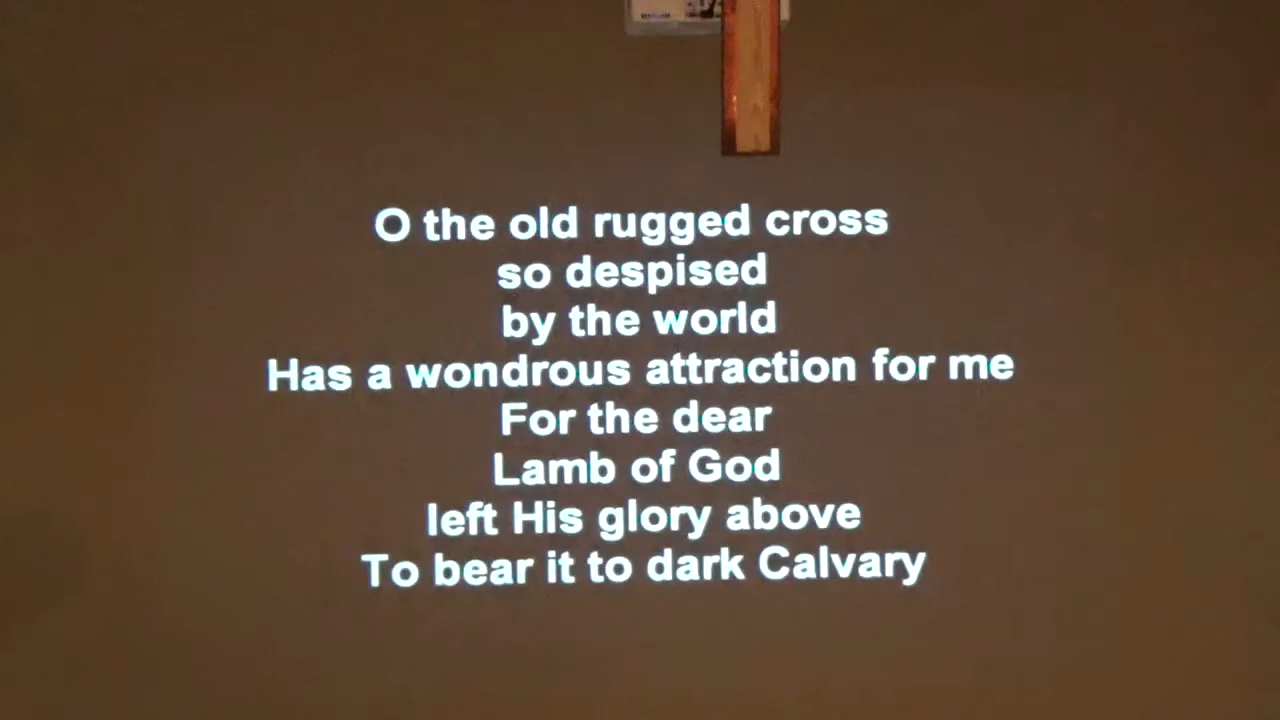 O the old rugged cross
so despised
by the world
Has a wondrous attraction for me
For the dear
Lamb of God
left His glory above
To bear it to dark Calvary